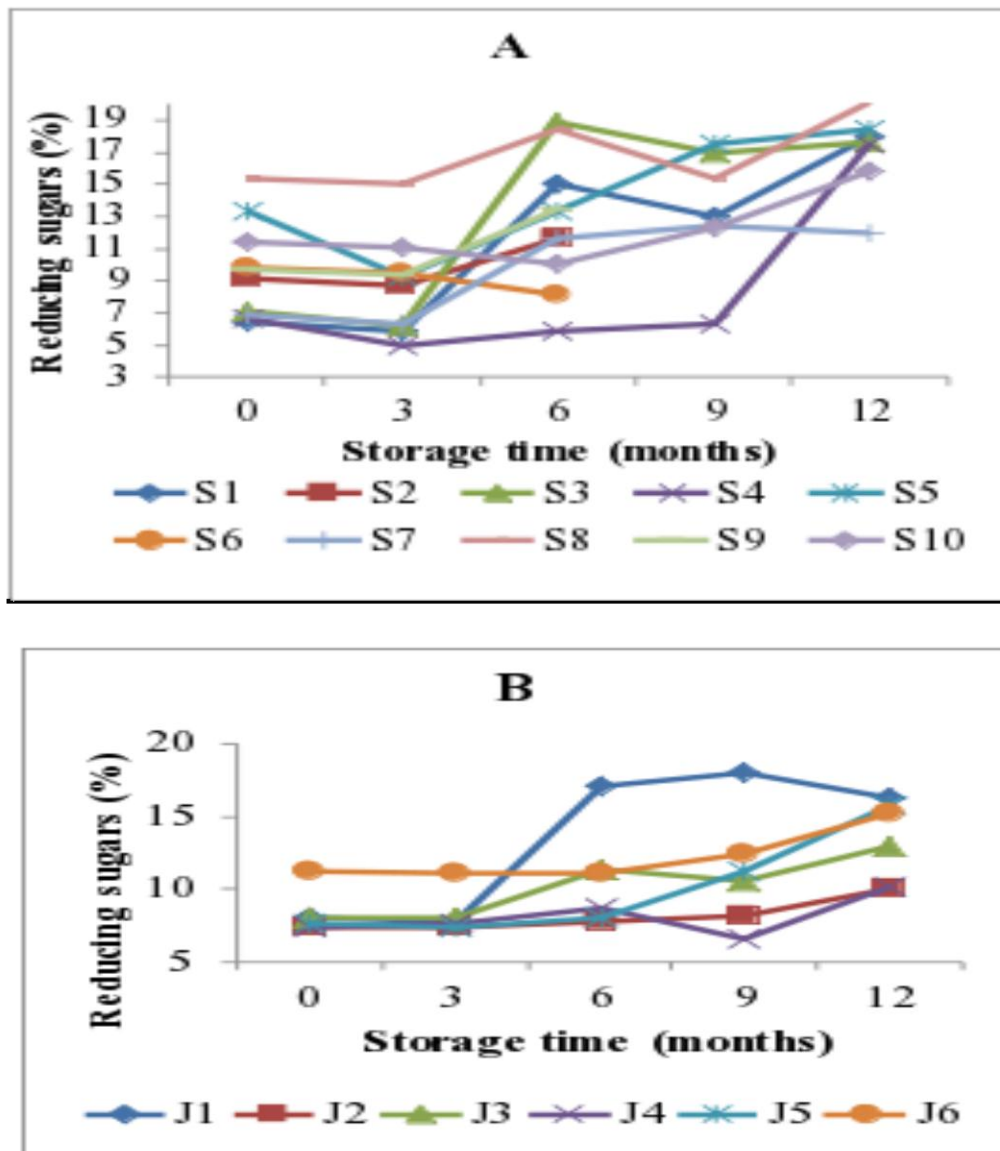 A
Reducing sugars (%)
19
17
15
13
11
9
7
5
3
0 3 6 9 12
Storage time (months)
S1 S2 S3 S4 S5
S6 S7 S8 S9 S10
B
Reducing sugars (%)
20
15
10
5
0 3 6 9 12
Storage time (months)
J1 J2 J3 J4 J5 J6